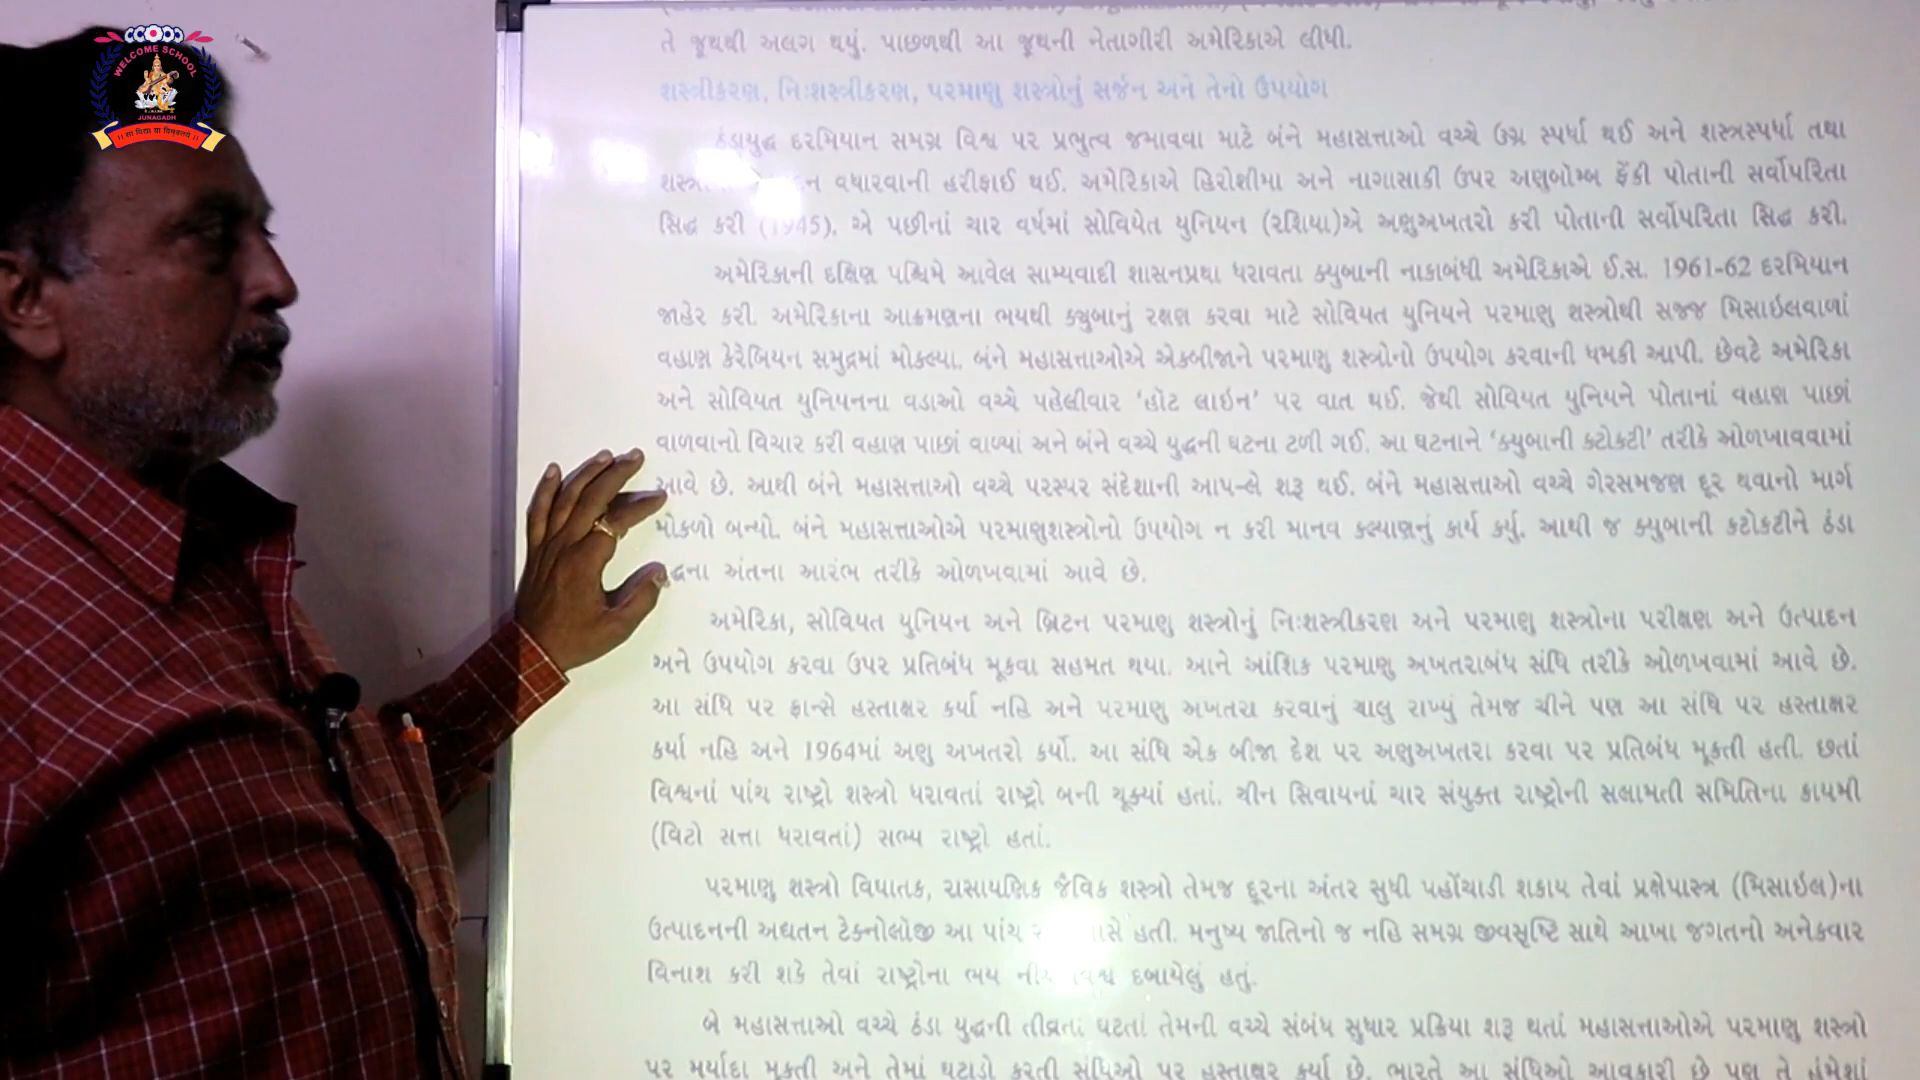 WELCOME SCHOOL
JUNAGADH
।। सा विद्या या विमुक्तये ।।
તે જૂથથી અલગ થયું. પાછળથી આ જૂથની નેતાગીરી અમેરિકાએ લીધી.
શસ્ત્રીકરણ, નિઃશસ્ત્રીકરણ, પરમાણુ શસ્ત્રોનું સર્જન અને તેનો ઉપયોગ
ઠંડાયુદ્ધ દરમિયાન સમગ્ર વિશ્વ પર પ્રભુત્વ જમાવવા માટે બંને મહાસત્તાઓ વચ્ચે ઉગ્ર સ્પર્ધા થઈ અને શસ્ત્રસ્પર્ધા તથા
વધારવાની હરીફાઈ થઈ. અમેરિકાએ હિરોશીમા અને નાગાસાકી ઉપર અણુબૉમ્બ ફેંકી પોતાની સર્વોપરિતા
સિદ્ધ કરી (1945). એ પછીનાં ચાર વર્ષમાં સોવિયેત યુનિયન (રશિયા)એ અણુઅખતરો કરી પોતાની સર્વોપરિતા સિદ્ધ કરી.
અમેરિકાની દક્ષિણ પશ્ચિમે આવેલ સામ્યવાદી શાસનપ્રથા ધરાવતા ક્યુબાની નાકાબંધી અમેરિકાએ ઈ.સ. 1961-62 દરમિયાન
જાહેર કરી. અમેરિકાના આક્રમણના ભયથી ક્યુબાનું રક્ષણ કરવા માટે સોવિયત યુનિયને પરમાણુ શસ્ત્રોથી સજ્જ મિસાઇલવાળાં
વહાણ કેરેબિયન સમુદ્રમાં મોકલ્યા. બંને મહાસત્તાઓએ એકબીજાને પરમાણુ શસ્ત્રોનો ઉપયોગ કરવાની ધમકી આપી. છેવટે અમેરિકા
અને સોવિયત યુનિયનના વડાઓ વચ્ચે પહેલીવાર ‘હૉટ લાઇન’ પર વાત થઈ. જેથી સોવિયત યુનિયને પોતાનાં વહાણ પાછાં
વાળવાનો વિચાર કરી વહાણ પાછાં વાળ્યાં અને બંને વચ્ચે યુદ્ધની ઘટના ટળી ગઈ. આ ઘટનાને ‘ક્યુબાની કટોકટી’ તરીકે ઓળખાવવામાં
આવે છે. આથી બંને મહાસત્તાઓ વચ્ચે પરસ્પર સંદેશાની આપ-લે શરૂ થઈ. બંને મહાસત્તાઓ વચ્ચે ગેરસમજણ દૂર થવાનો માર્ગ
મોકળો બન્યો. બંને મહાસત્તાઓએ પરમાણુશસ્ત્રોનો ઉપયોગ ન કરી માનવ કલ્યાણનું કાર્ય કર્યુ. આથી જ ક્યુબાની કટોકટીને ઠંડા
યુદ્ધના અંતના આરંભ તરીકે ઓળખવામાં આવે છે.
અમેરિકા, સોવિયત યુનિયન અને બ્રિટન પરમાણુ શસ્ત્રોનું નિઃશસ્ત્રીકરણ અને પરમાણુ શસ્ત્રોના પરીક્ષણ અને ઉત્પાદન
અને ઉપયોગ કરવા ઉપર પ્રતિબંધ મૂકવા સહમત થયા. આને આંશિક પરમાણુ અખતરાબંધ સંધિ તરીકે ઓળખવામાં આવે છે.
આ સંધિ પર ફ્રાન્સે હસ્તાક્ષર કર્યા નહિ અને પરમાણુ અખતરા કરવાનું ચાલુ રાખ્યું તેમજ ચીને પણ આ સંધિ પર હસ્તાક્ષર
કર્યા નહિ અને 1964માં અણુ અખતરો કર્યો. આ સંધિ એક બીજા દેશ પર અણુઅખતરા કરવા પર પ્રતિબંધ મૂકતી હતી. છતાં
વિશ્વનાં પાંચ રાષ્ટ્રો શસ્ત્રો ધરાવતાં રાષ્ટ્રો બની ચૂક્યાં હતાં. ચીન સિવાયનાં ચાર સંયુક્ત રાષ્ટ્રોની સલામતી સમિતિના કાયમી
(વિટો સત્તા ધરાવતાં) સભ્ય રાષ્ટ્રો હતાં.
પરમાણુ શસ્ત્રો વિઘાતક, રાસાયણિક જૈવિક શસ્ત્રો તેમજ દૂરના અંતર સુધી પહોંચાડી શકાય તેવાં પ્રક્ષેપાસ્ત્ર (મિસાઇલ)ના
ઉત્પાદનની અદ્યતન ટેક્નોલૉજી આ પાંચ હતી. મનુષ્ય જાતિનો જ નહિ સમગ્ર જીવસૃષ્ટિ સાથે આખા જગતનો અનેકવાર
વિનાશ કરી શકે તેવાં રાષ્ટ્રોના ભય વિશ્વ દબાયેલું હતું.
બે મહાસત્તાઓ વચ્ચે ઠંડા યુદ્ધની તીવ્રતા ઘટતાં તેમની વચ્ચે સંબંધ સુધાર પ્રક્રિયા શરૂ થતાં મહાસત્તાઓએ પરમાણુ શસ્ત્રો
પર મર્યાદા મૂકતી અને તેમાં ઘટાડો કરતી સંધિઓ પર હસ્તાક્ષર કર્યા છે. ભારતે આ સંધિઓ આવકારી છે પણ તે હંમેશાં